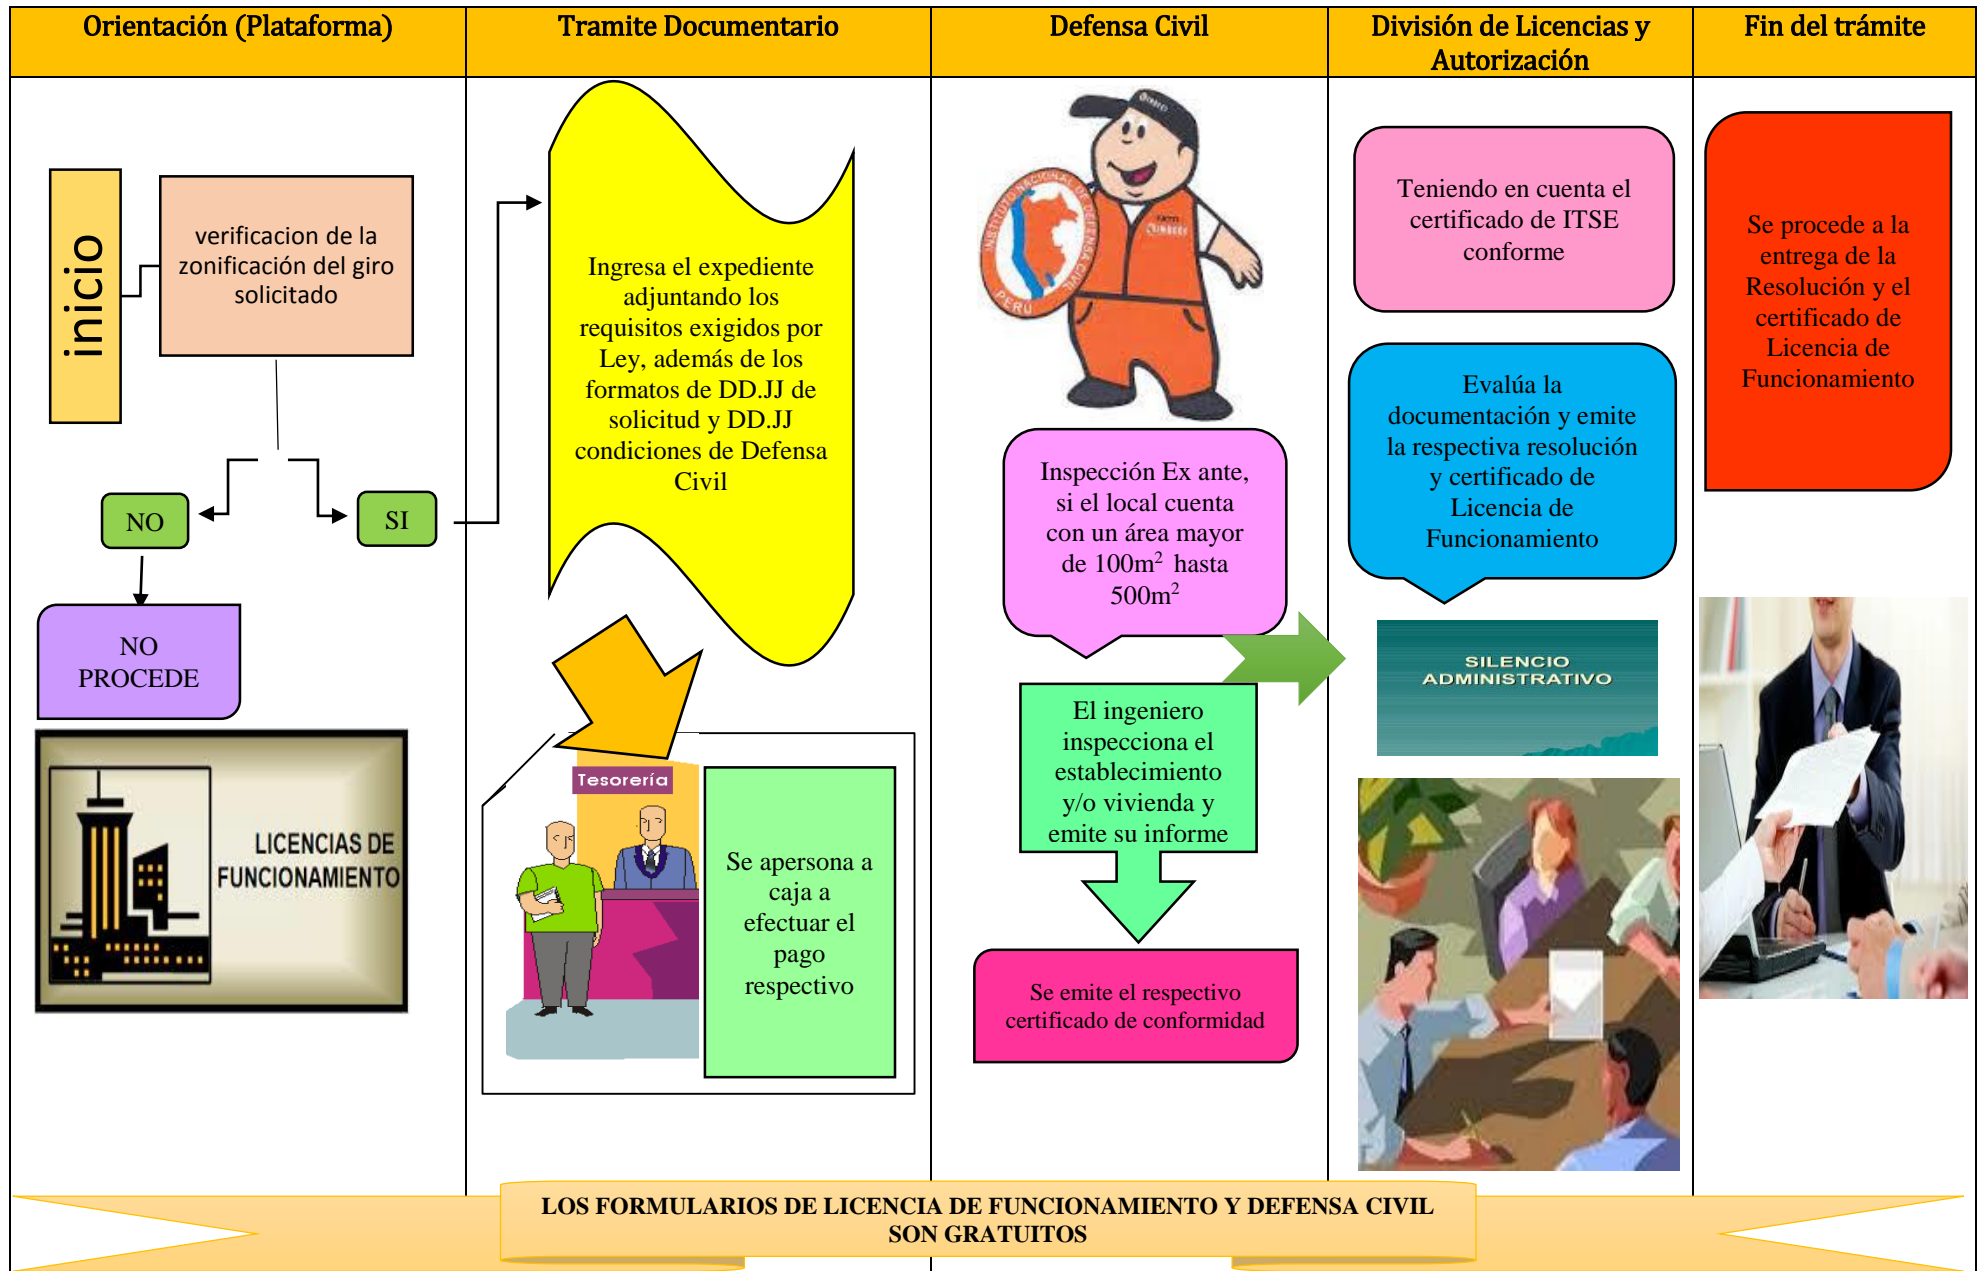 Orientación (Plataforma)
Tramite Documentario
Defensa Civil
División de Licencias y
Autorización
Fin del trámite
inicio
verificacion de la
zonificación del giro
solicitado
NO
SI
NO
PROCEDE
LICENCIAS DE
FUNCIONAMIENTO
Ingresa el expediente
adjuntando los
requisitos exigidos por
Ley, además de los
formatos de DD.JJ de
solicitud y DD.JJ
condiciones de Defensa
Civil
Tesorería
Se apersona a
caja a
efectuar el
pago
respectivo
INSTITUTO NACIONAL DE DEFENSA CIVIL
PERU
Inspección Ex ante,
si el local cuenta
con un área mayor
de 100m² hasta
500m²
El ingeniero
inspecciona el
establecimiento
y/o vivienda y
emite su informe
Se emite el respectivo
certificado de conformidad
Teniendo en cuenta el
certificado de ITSE
conforme
Evalúa la
documentación y emite
la respectiva resolución
y certificado de
Licencia de
Funcionamiento
SILENCIO
ADMINISTRATIVO
Se procede a la
entrega de la
Resolución y el
certificado de
Licencia de
Funcionamiento
LOS FORMULARIOS DE LICENCIA DE FUNCIONAMIENTO Y DEFENSA CIVIL
SON GRATUITOS